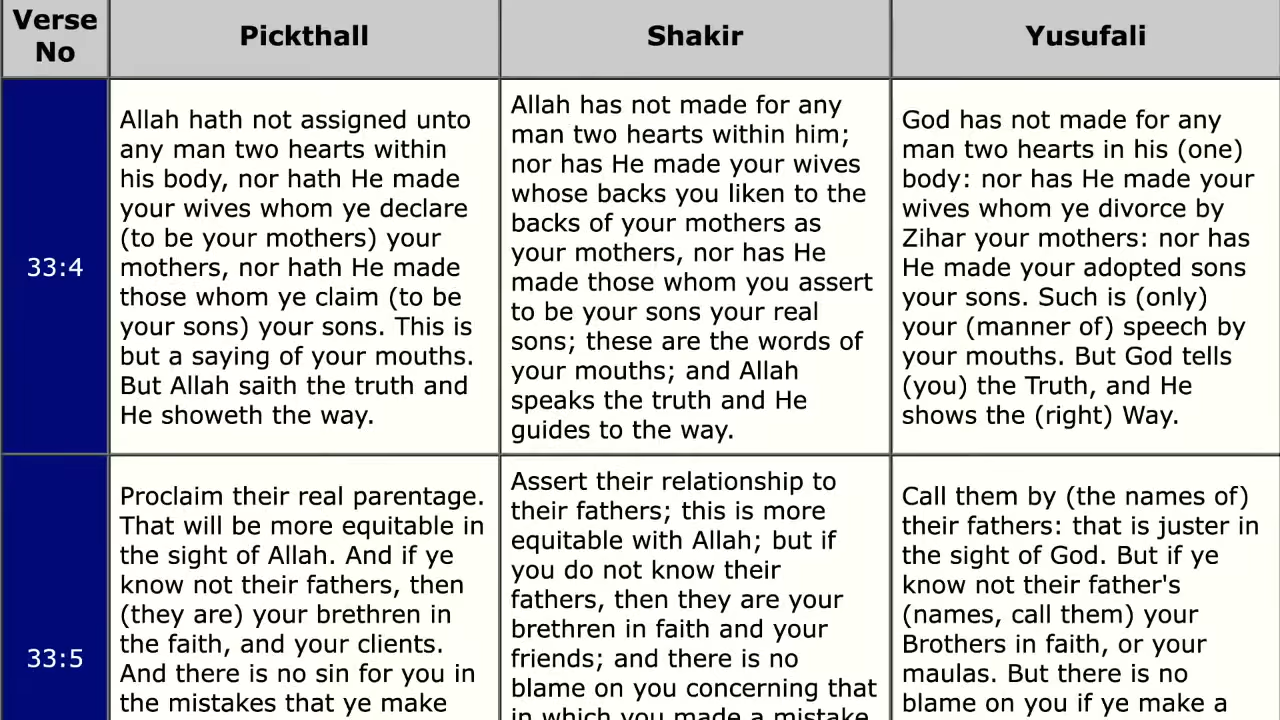 Verse
No
Pickthall
Shakir
Yusufali
33:4
Allah hath not assigned unto
any man two hearts within
his body, nor hath He made
your wives whom ye declare
(to be your mothers) your
mothers, nor hath He made
those whom ye claim (to be
your sons) your sons. This is
but a saying of your mouths.
But Allah saith the truth and
He showeth the way.
Allah has not made for any
man two hearts within him;
nor has He made your wives
whose backs you liken to the
backs of your mothers as
your mothers, nor has He
made those whom you assert
to be your sons your real
sons; these are the words of
your mouths; and Allah
speaks the truth and He
guides to the way.
God has not made for any
man two hearts in his (one)
body: nor has He made your
wives whom ye divorce by
Zihar your mothers: nor has
He made your adopted sons
your sons. Such is (only)
your (manner of) speech by
your mouths. But God tells
(you) the Truth, and He
shows the (right) Way.
33:5
Proclaim their real parentage.
That will be more equitable in
the sight of Allah. And if ye
know not their fathers, then
(they are) your brethren in
the faith, and your clients.
And there is no sin for you in
the mistakes that ye make
Assert their relationship to
their fathers; this is more
equitable with Allah; but if
you do not know their
fathers, then they are your
brethren in faith and your
friends; and there is no
blame on you concerning that
in which you made a mistake
Call them by (the names of)
their fathers: that is juster in
the sight of God. But if ye
know not their father's
(names, call them) your
Brothers in faith, or your
maulas. But there is no
blame on you if ye make a